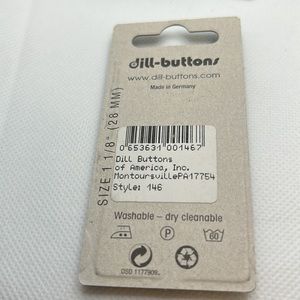 dill-buttons
www.dill-buttons.com
Made in Germany
SIZE 1 1/8" (28 MM)
0 653631 001467
Dill Buttons
of America, Inc.
MontoursvillePA17754
Style: 146
Washable – dry cleanable
60